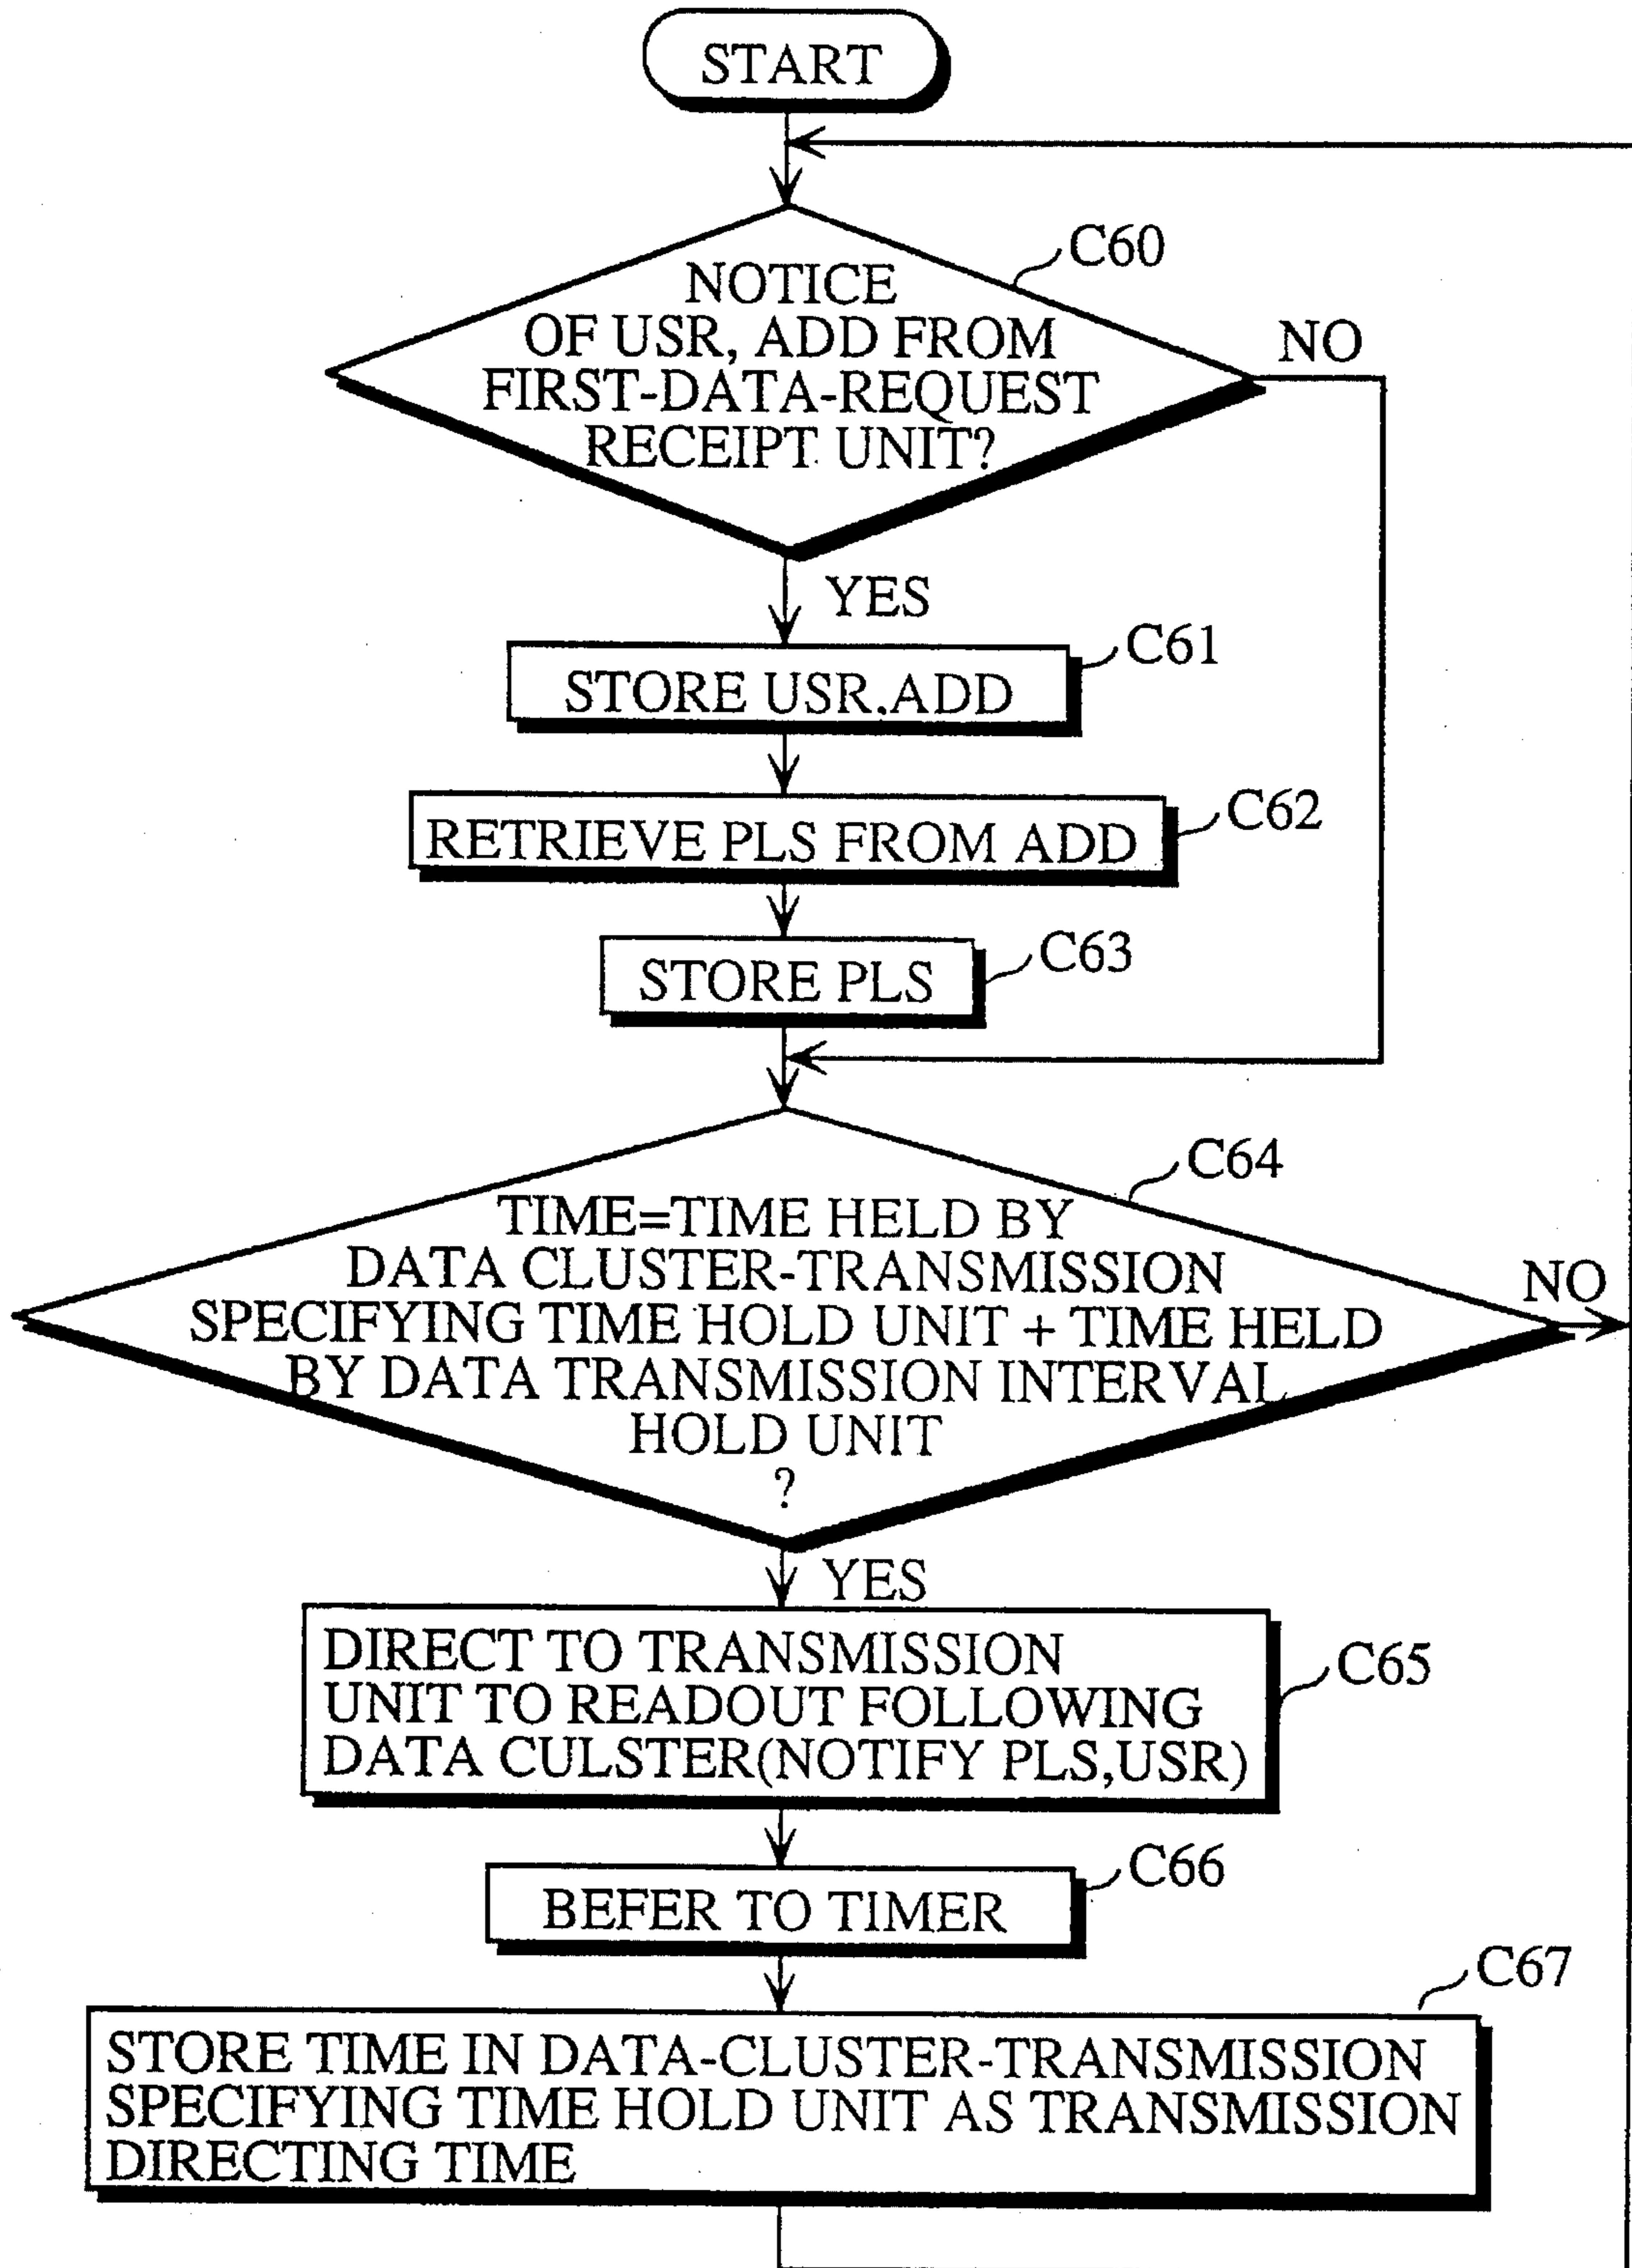 START
C60
NOTICE
OF USR, ADD FROM
FIRST-DATA-REQUEST
RECEIPT UNIT?
NO
YES
C61
STORE USR.ADD
C62
RETRIEVE PLS FROM ADD
C63
STORE PLS
C64
TIME=TIME HELD BY
DATA CLUSTER-TRANSMISSION
SPECIFYING TIME HOLD UNIT + TIME HELD
BY DATA TRANSMISSION INTERVAL
HOLD UNIT
?
NO
YES
C65
DIRECT TO TRANSMISSION
UNIT TO READOUT FOLLOWING
DATA CULSTER(NOTIFY PLS,USR)
C66
BEFER TO TIMER
C67
STORE TIME IN DATA-CLUSTER-TRANSMISSION
SPECIFYING TIME HOLD UNIT AS TRANSMISSION
DIRECTING TIME